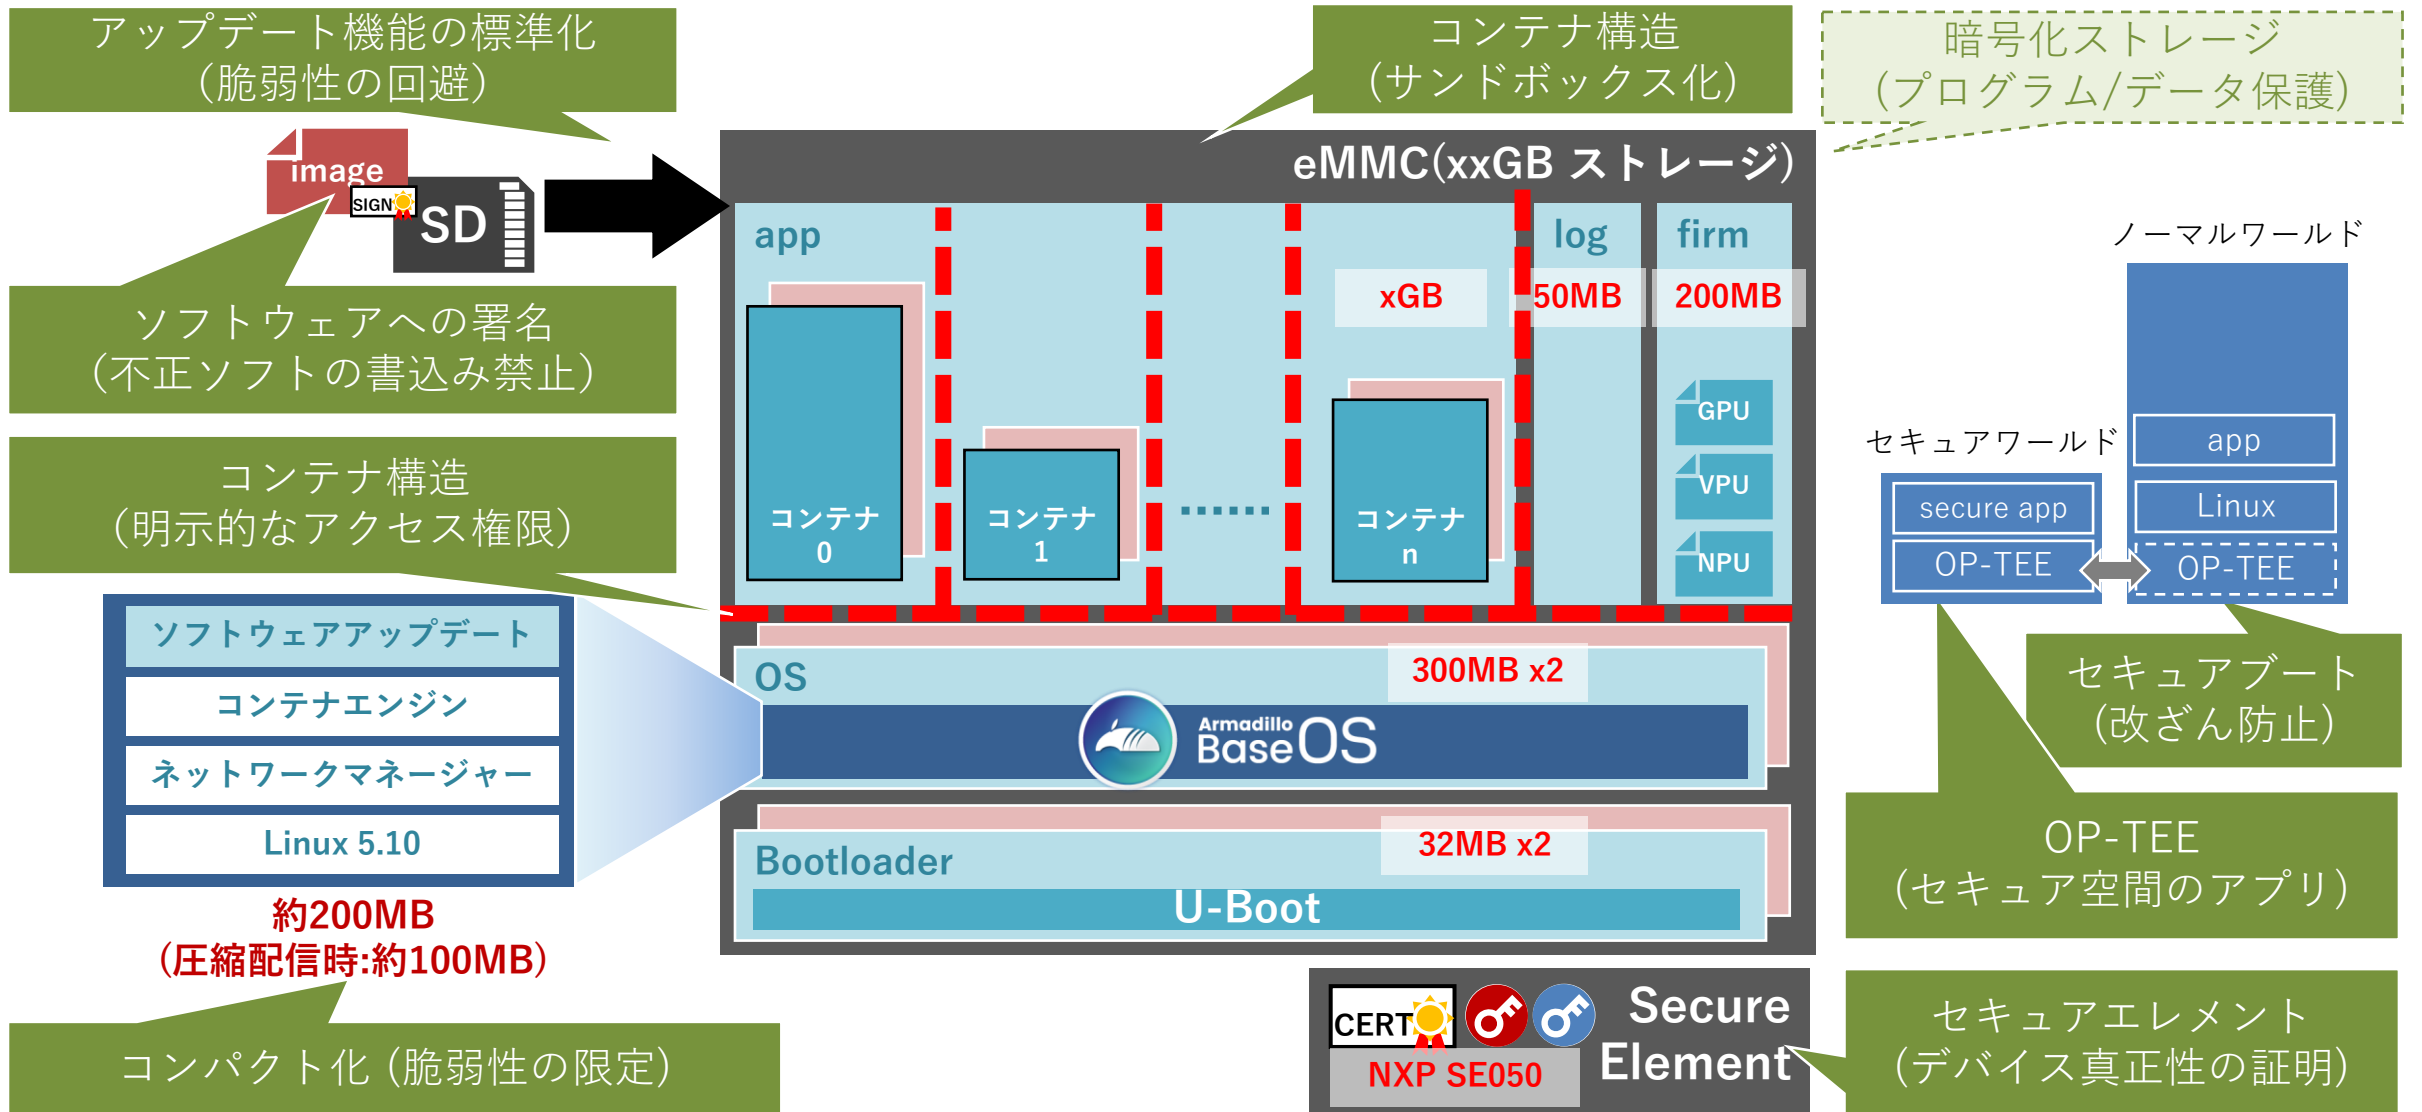 アップデート機能の標準化
(脆弱性の回避)
コンテナ構造
(サンドボックス化)
暗号化ストレージ
(プログラム/データ保護)
image
SIGN
SD
eMMC(xxGB ストレージ)
app
log
firm
xGB
50MB
200MB
ソフトウェアへの署名
(不正ソフトの書込み禁止)
コンテナ構造
(明示的なアクセス権限)
コンテナ
0
コンテナ
1
……
コンテナ
n
GPU
VPU
NPU
ノーマルワールド
app
Linux
OP-TEE
セキュアワールド
secure app
OP-TEE
セキュアブート
(改ざん防止)
OP-TEE
(セキュア空間のアプリ)
ソフトウェアアップデート
コンテナエンジン
ネットワークマネージャー
Linux 5.10
約200MB
(圧縮配信時:約100MB)
コンパクト化 (脆弱性の限定)
OS
300MB x2
Armadillo
Base OS
Bootloader
32MB x2
U-Boot
CERT
NXP SE050
Secure
Element
セキュアエレメント
(デバイス真正性の証明)